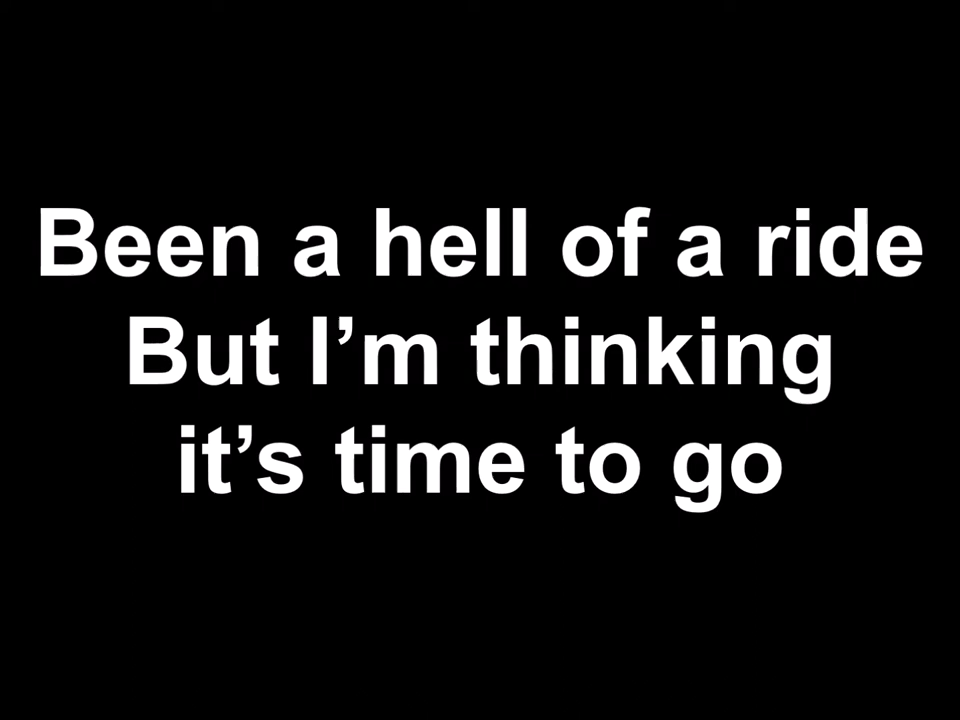 Been a hell of a ride
But I’m thinking
it’s time to go